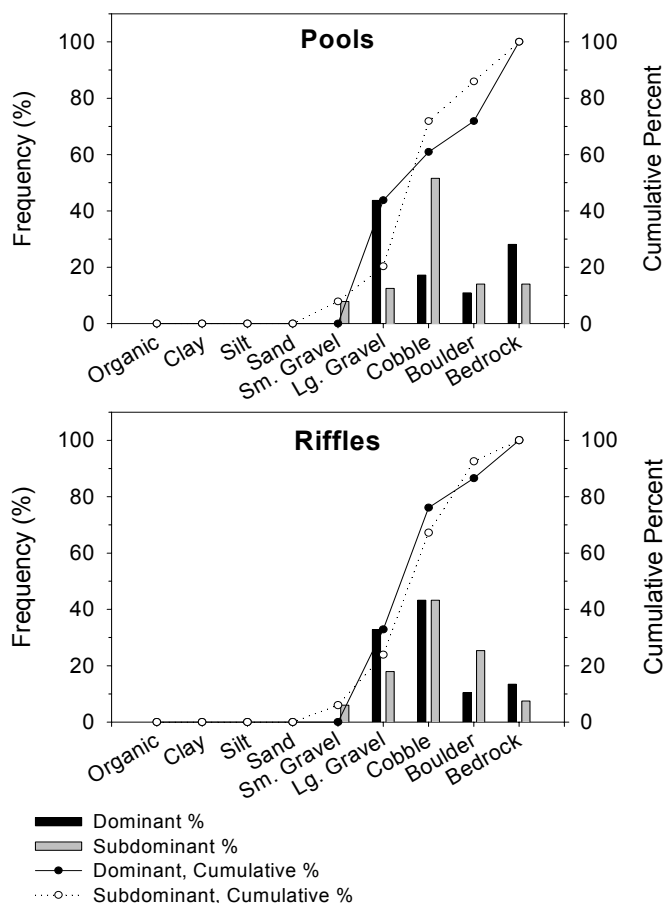 Pools
Frequency (%)
100
80
60
40
20
0
100
80
60
40
20
0
Cumulative Percent
Organic
Clay
Silt
Sand
Sm. Gravel
Lg. Gravel
Cobble
Boulder
Bedrock
Riffles
Frequency (%)
100
80
60
40
20
0
100
80
60
40
20
0
Cumulative Percent
Organic
Clay
Silt
Sand
Sm. Gravel
Lg. Gravel
Cobble
Boulder
Bedrock
Dominant %
Subdominant %
Dominant, Cumulative %
Subdominant, Cumulative %